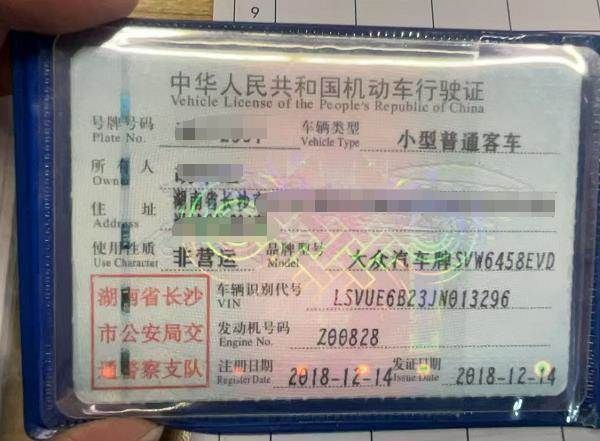 9
中华人民共和国机动车行驶证
Vehicle License of the People's Republic of China
号牌号码 车辆类型 小型普通客车
Plate No. Vehicle Type
所有人
Owner
住址 湖南省长沙
Address
使用性质 非营运 品牌型号 大众汽车牌SVW6458EVD
Use Character Model
湖南省长沙
市公安局交
通警察支队
车辆识别代号 LSVUE6B23JN013296
VIN
发动机号码 Z00828
Engine No.
注册日期 2018-12-14 发证日期 2018-12-14
Register Date Issue Date